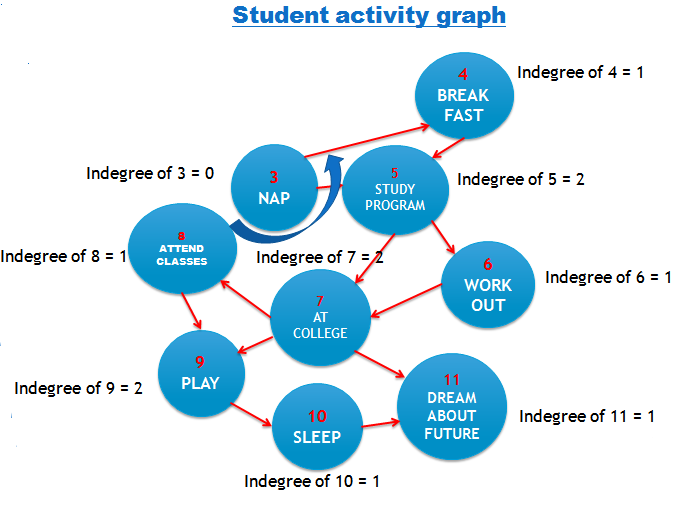 Student activity graph
4
BREAK
FAST
Indegree of 4 = 1
3
NAP
Indegree of 3 = 0
5
STUDY
PROGRAM
Indegree of 5 = 2
8
ATTEND
CLASSES
Indegree of 8 = 1
Indegree of 7 = 2
6
WORK
OUT
Indegree of 6 = 1
7
AT
COLLEGE
9
PLAY
Indegree of 9 = 2
11
DREAM
ABOUT
FUTURE
Indegree of 11 = 1
10
SLEEP
Indegree of 10 = 1